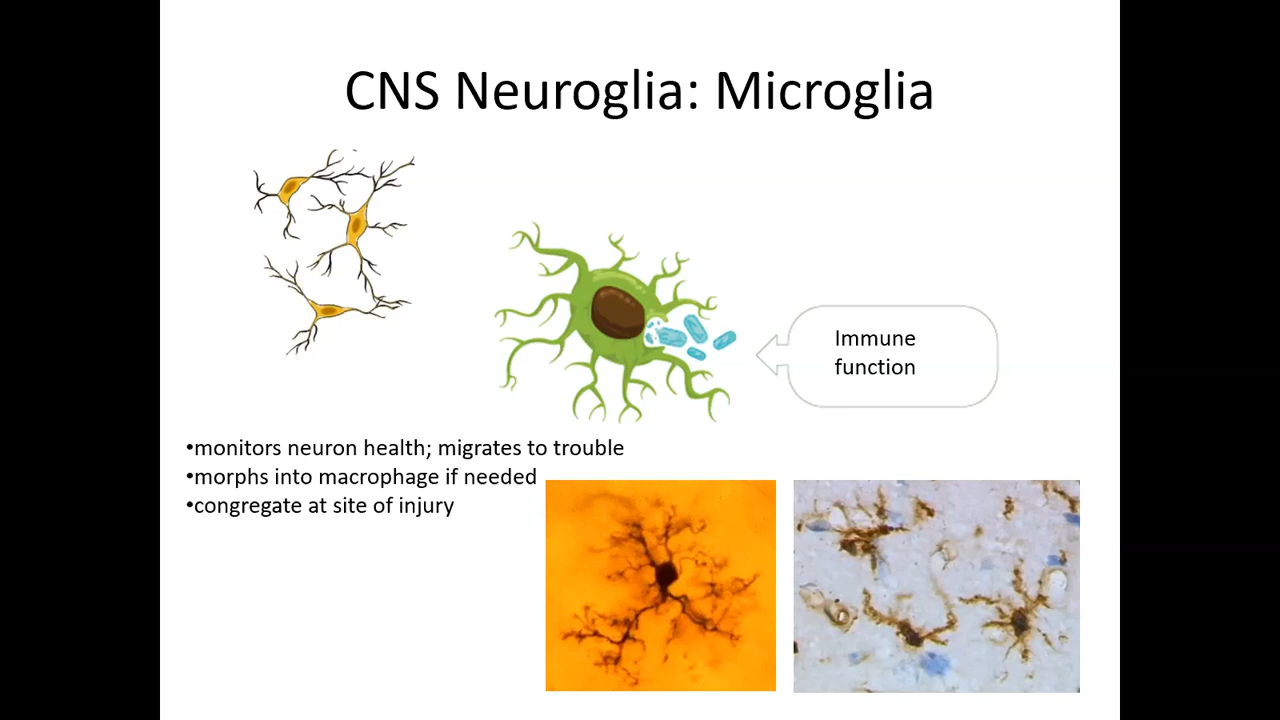 CNS Neuroglia: Microglia
Immune
function
•monitors neuron health; migrates to trouble
•morphs into macrophage if needed
•congregate at site of injury